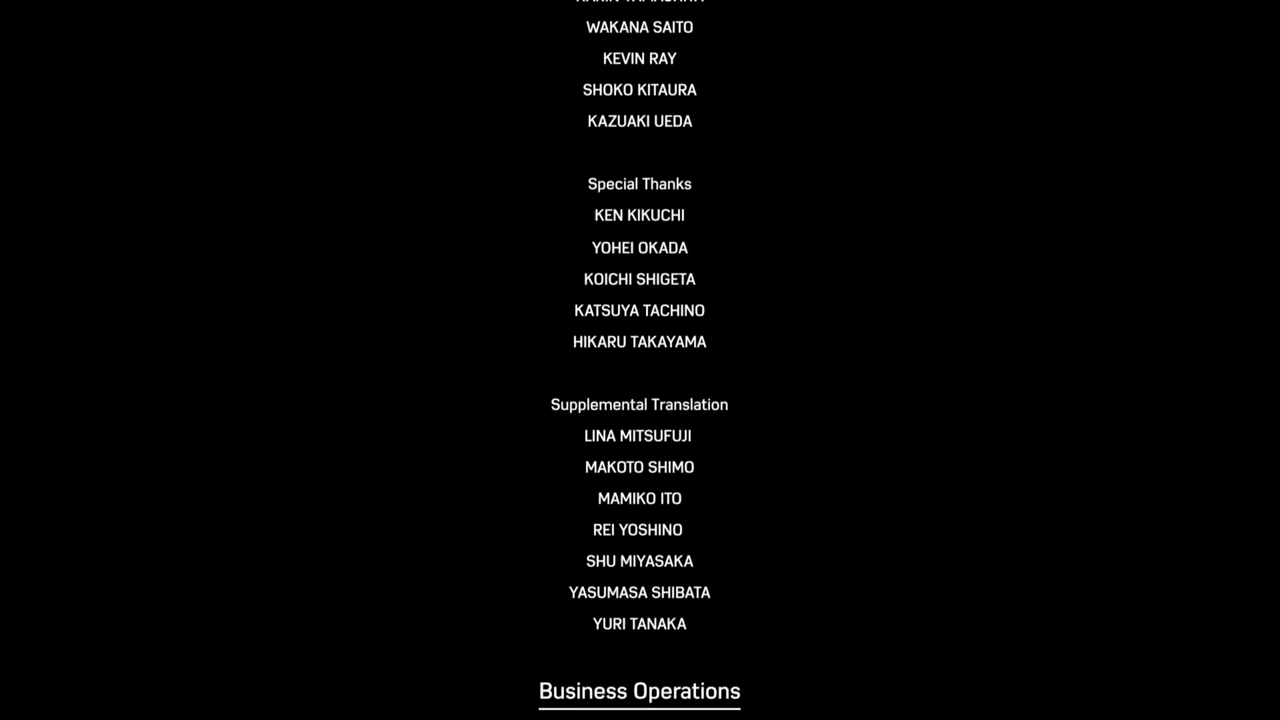 WAKANA SAITO
KEVIN RAY
SHOKO KITAURA
KAZUAKI UEDA
Special Thanks
KEN KIKUCHI
YOHEI OKADA
KOICHI SHIGETA
KATSUYA TACHINO
HIKARU TAKAYAMA
Supplemental Translation
LINA MITSUFUJI
MAKOTO SHIMO
MAMIKO ITO
REI YOSHINO
SHU MIYASAKA
YASUMASA SHIBATA
YURI TANAKA
Business Operations